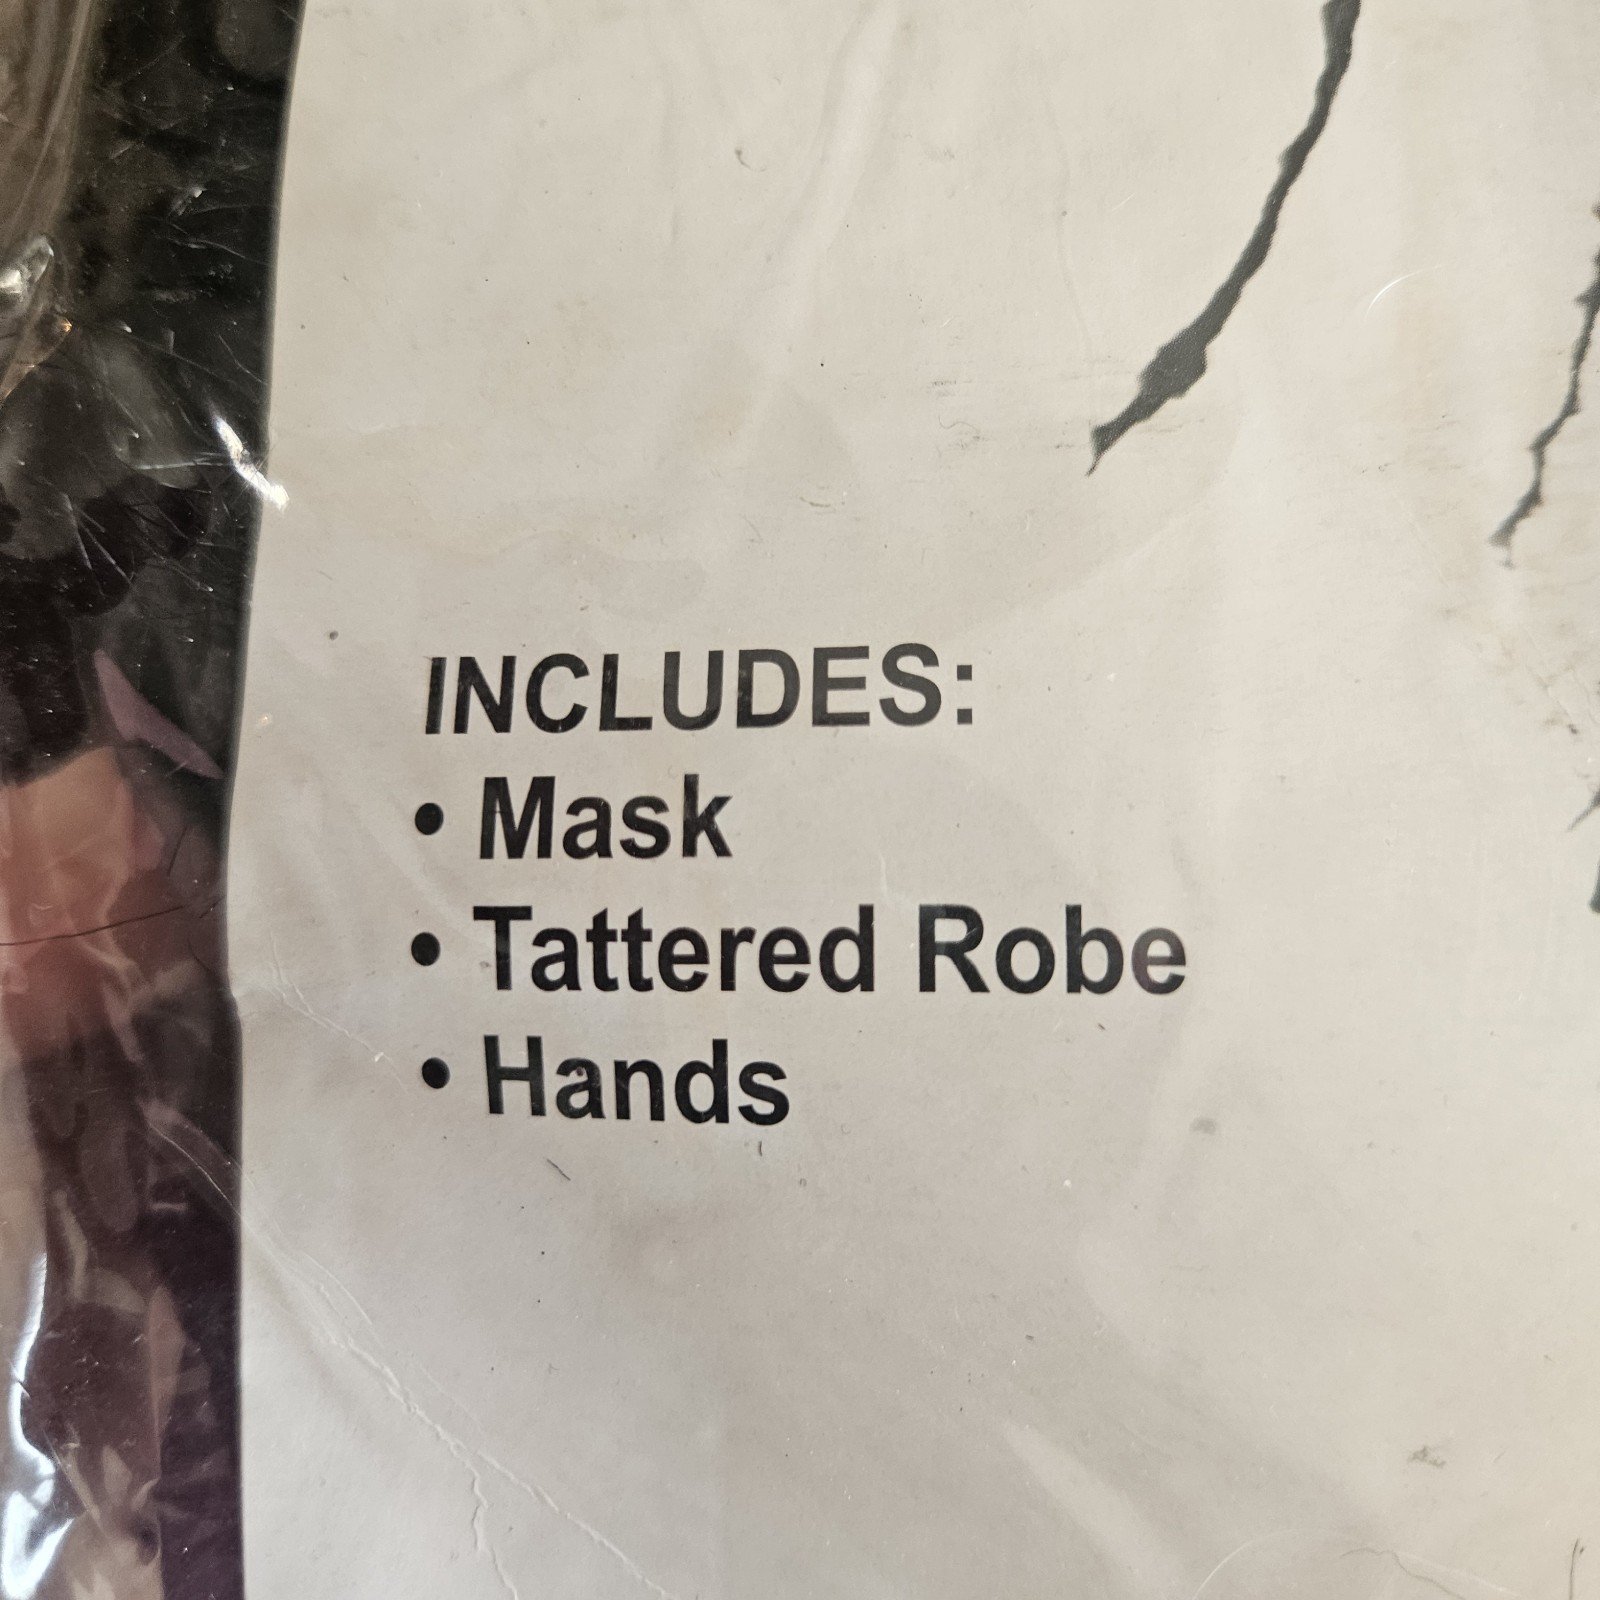 INCLUDES:
• Mask
• Tattered Robe
• Hands